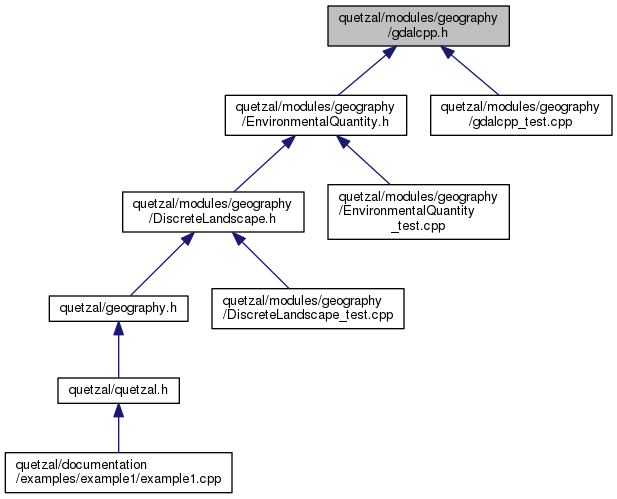 quetzal/modules/geography
/gdalcpp.h
quetzal/modules/geography
/EnvironmentalQuantity.h
quetzal/modules/geography
/gdalcpp_test.cpp
quetzal/modules/geography
/DiscreteLandscape.h
quetzal/modules/geography
/EnvironmentalQuantity
_test.cpp
quetzal/geography.h
quetzal/modules/geography
/DiscreteLandscape_test.cpp
quetzal/quetzal.h
quetzal/documentation
/examples/example1/example1.cpp